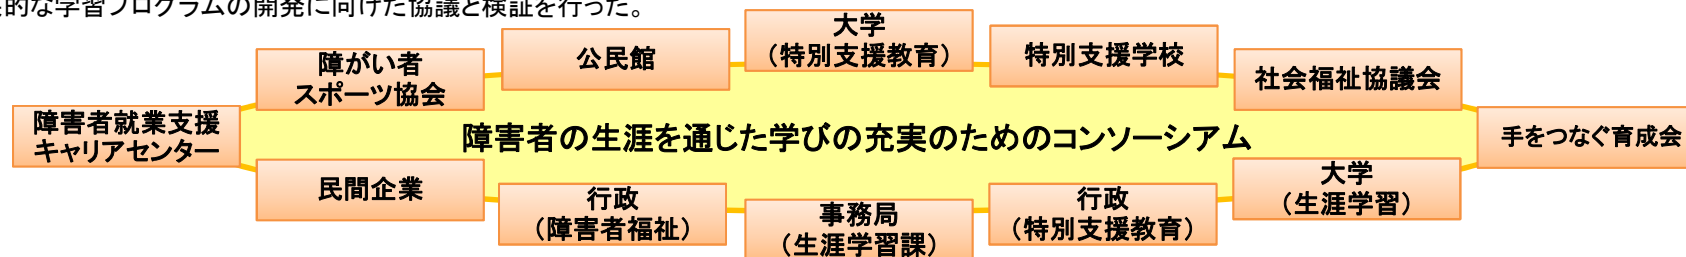 的な学習プログラムの開発に向けた協議と検証を行った。
大学
（特別支援教育）
公民館
特別支援学校
障がい者
スポーツ協会
社会福祉協議会
障害者就業支援
キャリアセンター
障害者の生涯を通じた学びの充実のためのコンソーシアム
手をつなぐ育成会
民間企業
行政
（障害者福祉）
事務局
（生涯学習課）
行政
（特別支援教育）
大学
（生涯学習）